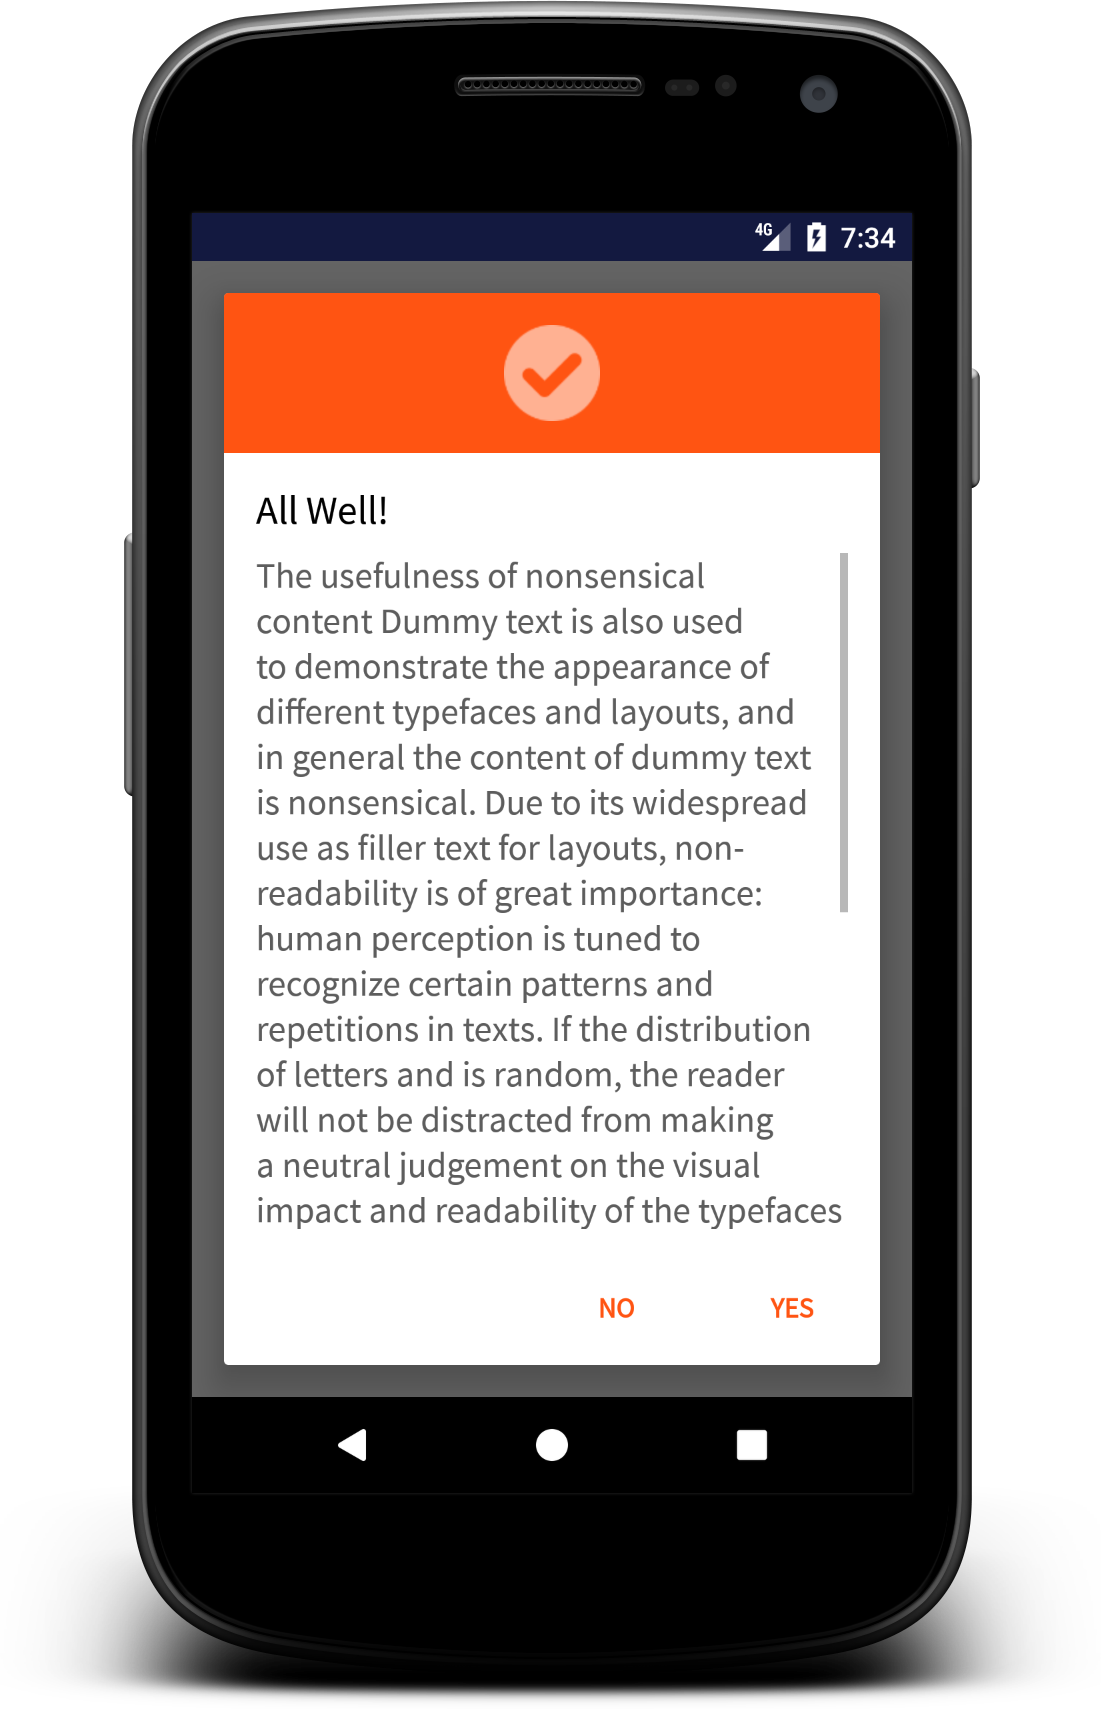 4G 7:34
All Well!
The usefulness of nonsensical
content Dummy text is also used
to demonstrate the appearance of
different typefaces and layouts, and
in general the content of dummy text
is nonsensical. Due to its widespread
use as filler text for layouts, non-
readability is of great importance:
human perception is tuned to
recognize certain patterns and
repetitions in texts. If the distribution
of letters and is random, the reader
will not be distracted from making
a neutral judgement on the visual
impact and readability of the typefaces
NO YES